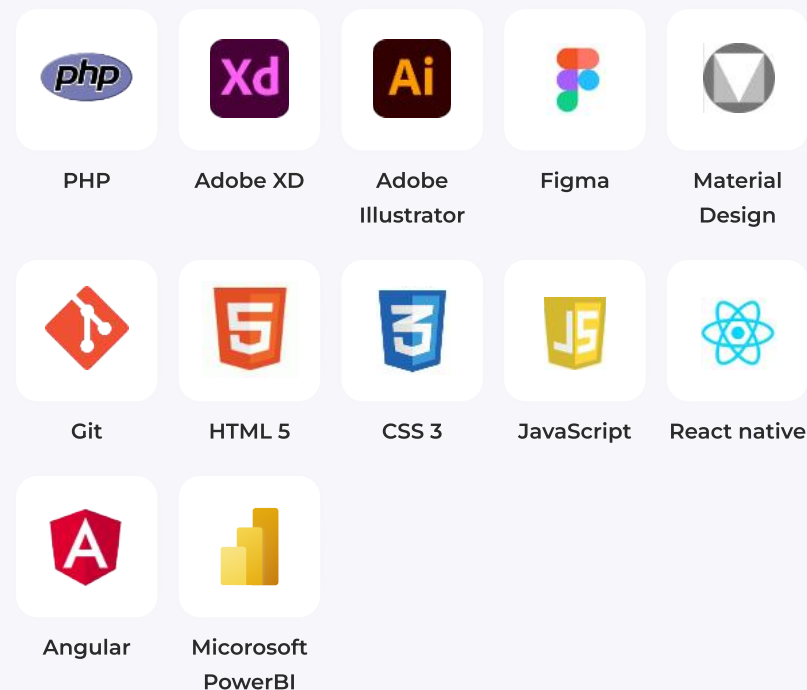 php Xd Ai
PHP Adobe XD Adobe Illustrator Figma Material Design
5 3 JS
Git HTML 5 CSS 3 JavaScript React native
A
Angular Micorosoft PowerBI